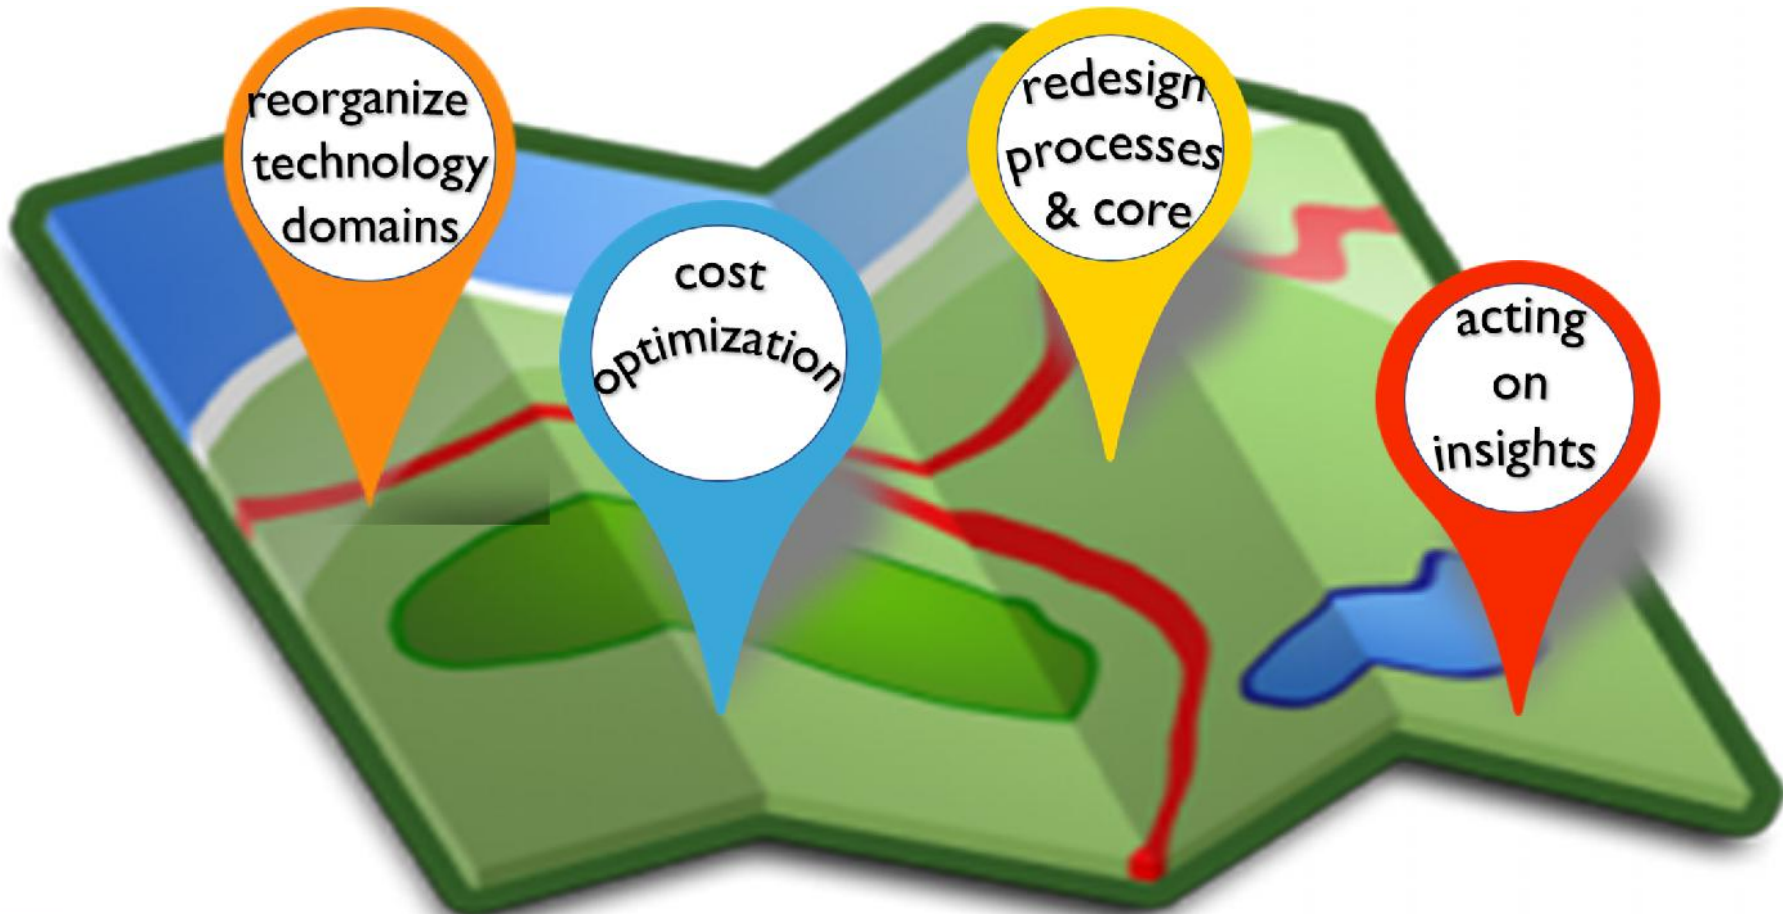 reorganize
technology
domains
cost
optimization
redesign
processes
& core
acting
on
insights